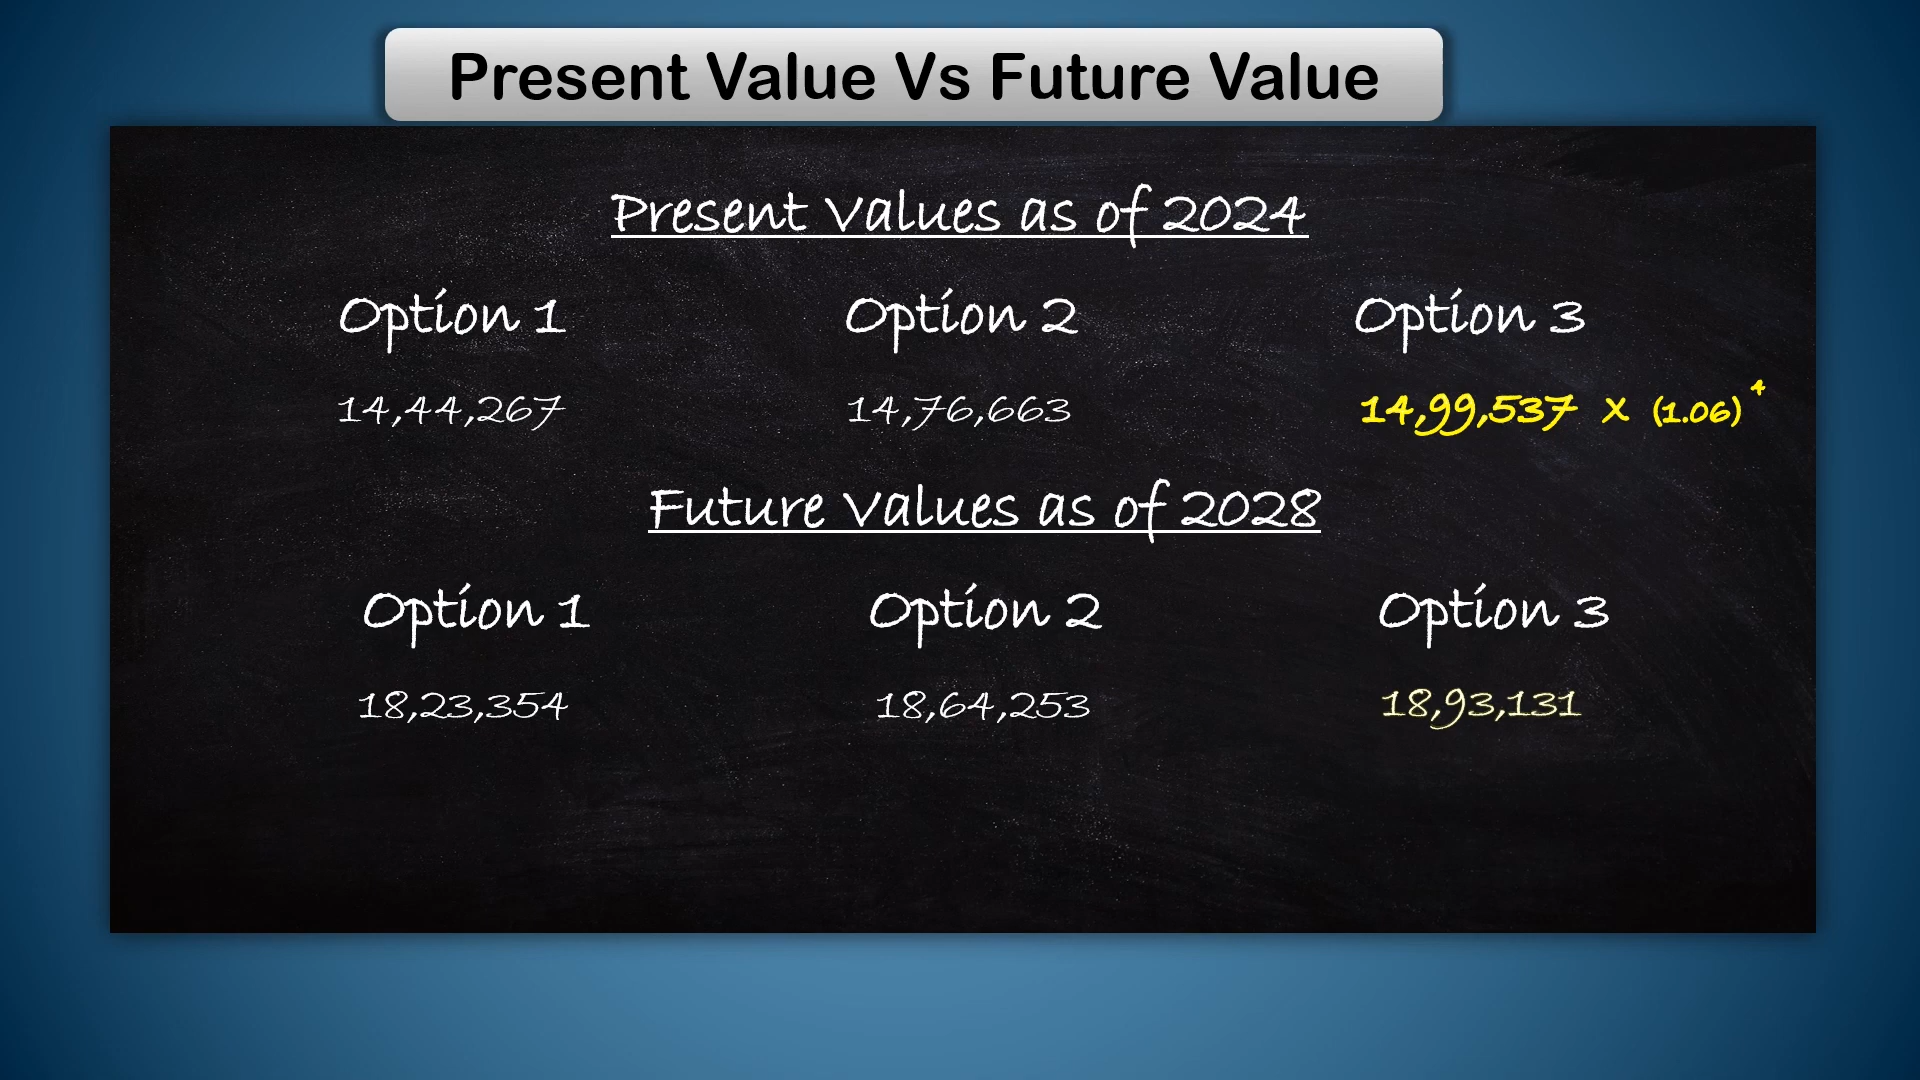 Present Value Vs Future Value
Present Values as of 2024
Option 1 Option 2 Option 3
14,44,267 14,76,663 14,99,537 x (1.06)⁴
Future Values as of 2028
Option 1 Option 2 Option 3
18,23,354 18,64,253 18,93,131